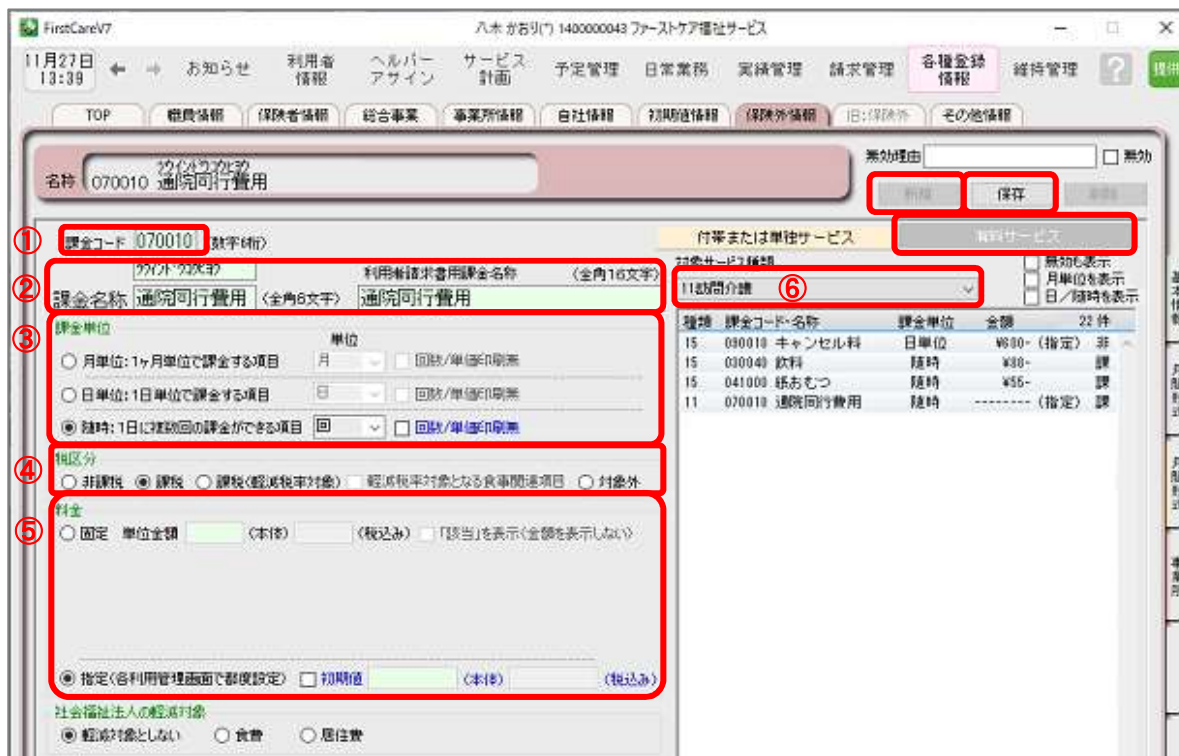 FirstCareV7 八木 かおり(*) 1400000043 ファーストケア福祉サービス
11月27日 13:39 ← → お知らせ 利用者情報 ヘルパーアサイン サービス計画 予定管理 日常業務 実績管理 請求管理 各種登録情報 維持管理 ? 提供
TOP 職員情報 保険者情報 総合事業 事業所情報 自社情報 初期値情報 保険外情報 旧:保険外 その他情報
無効理由 □ 無効
名称 070010 通院同行費用
新規 保存 削除
① 課金コード 070010 (数字6桁)
付帯または単独サービス 有料サービス
② 利用者請求書用課金名称 (全角16文字)
課金名称 通院同行費用 (全角8文字) 通院同行費用
対象サービス種類
11訪問介護 ⑥
無効も表示
月単位を表示
日/随時を表示
③ 課金単位
単位
月単位:1ヶ月単位で課金する項目 月 回数/単価印刷無
日単位:1日単位で課金する項目 日 回数/単価印刷無
随時:1日に複数回の課金ができる項目 回 回数/単価印刷無
種類 課金コード・名称 課金単位 金額 22 件
15 090010 キャンセル料 日単位 ¥600- (指定) 非
15 030040 飲料 随時 ¥80- 課
15 041000 紙おむつ 随時 ¥55- 課
11 070010 通院同行費用 随時 -------- (指定) 課
④ 税区分
非課税 課税 課税(軽減税率対象) 軽減税率対象となる食事関連項目 対象外
⑤ 料金
固定 単位金額 (本体) (税込み) 「該当」を表示(金額を表示しない)
指定(各利用管理画面で都度設定) 初期値 (本体) (税込み)
社会福祉法人の軽減対象
軽減対象としない 食費 居住費